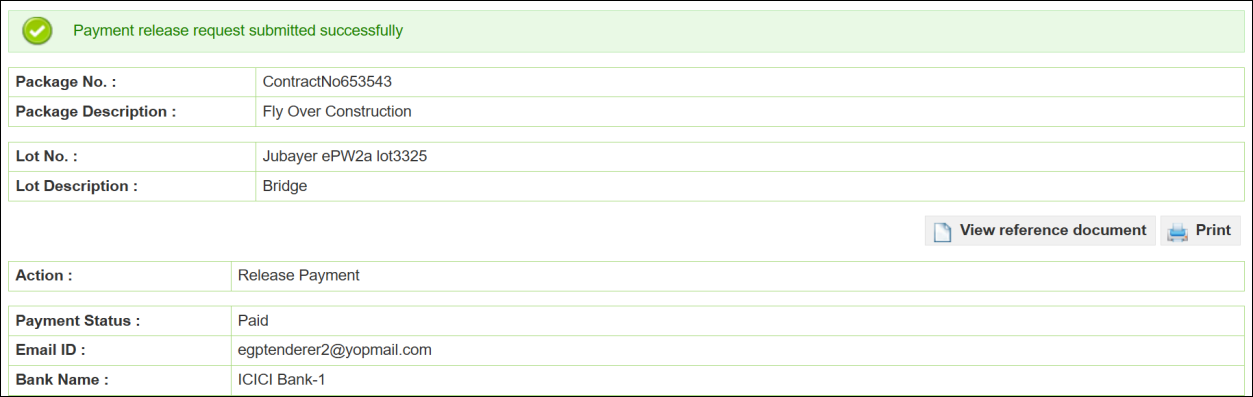 Payment release request submitted successfully
Package No. : ContractNo653543
Package Description : Fly Over Construction
Lot No. : Jubayer ePW2a lot3325
Lot Description : Bridge
View reference document Print
Action : Release Payment
Payment Status : Paid
Email ID : egptenderer2@yopmail.com
Bank Name : ICICI Bank-1